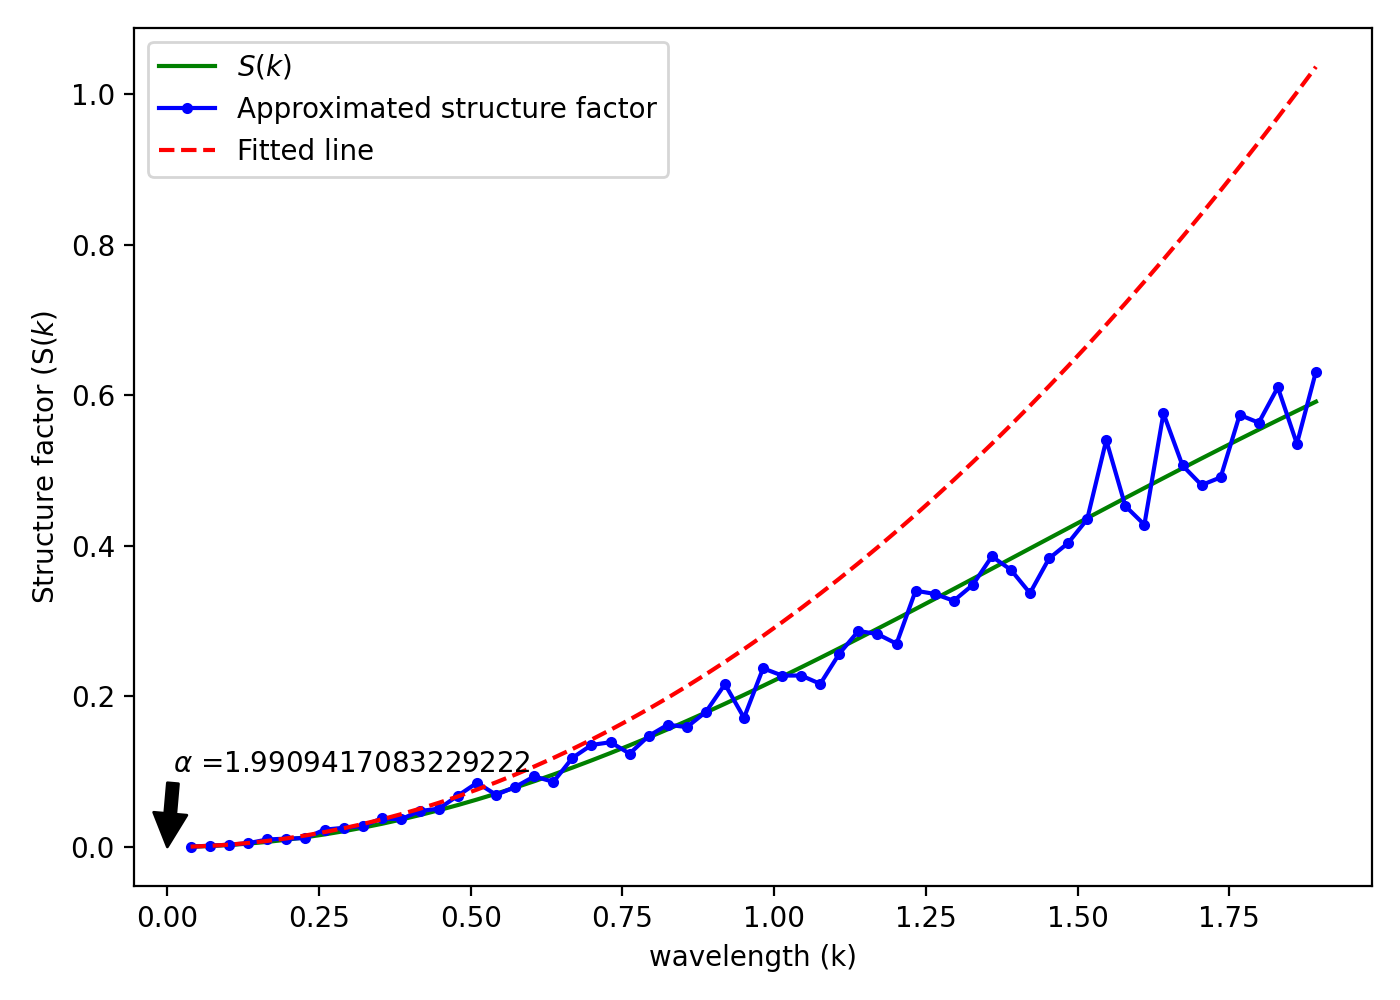 S(k)
Approximated structure factor
Fitted line
1.0
0.8
0.6
0.4
0.2
0.0
Structure factor (S(k)
α =1.9909417083229222
0.00 0.25 0.50 0.75 1.00 1.25 1.50 1.75
wavelength (k)